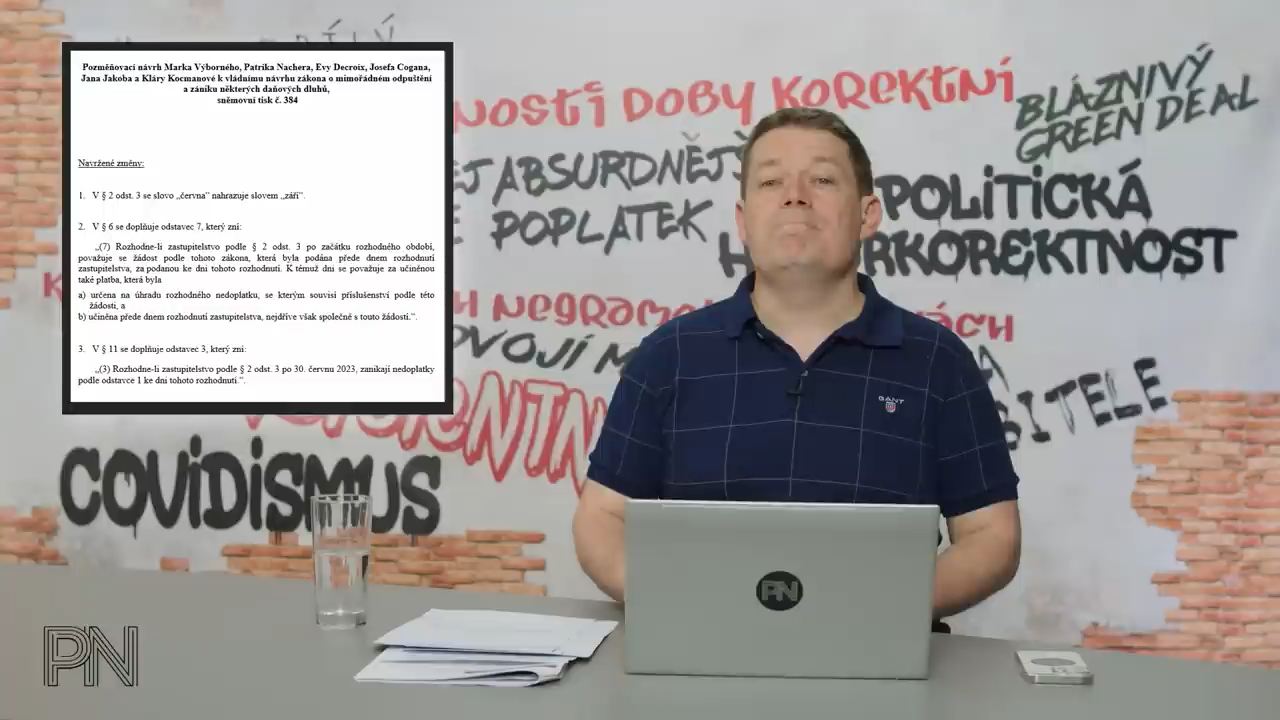 Pozměňovací návrh Marka Výborného, Patrika Nachera, Evy Decroix, Josefa Cogana,
Jana Jakoba a Kláry Kocmanové k vládnímu návrhu zákona o mimořádném odpuštění
a zániku některých daňových dluhů,
sněmovní tisk č. 384
Navržené změny:
1. V § 2 odst. 3 se slovo „června“ nahrazuje slovem „září“.
2. V § 6 se doplňuje odstavec 7, který zní:
„(7) Rozhodne-li zastupitelstvo podle § 2 odst. 3 po začátku rozhodného období,
považuje se žádost podle tohoto zákona, která byla podána přede dnem rozhodnutí
zastupitelstva, za podanou ke dni tohoto rozhodnutí. K témuž dni se považuje za učiněnou
také platba, která byla
a) určena na úhradu rozhodného nedoplatku, se kterým souvisí příslušenství podle této
žádosti, a
b) učiněna přede dnem rozhodnutí zastupitelstva, nejdříve však společně s touto žádostí.“.
3. V § 11 se doplňuje odstavec 3, který zní:
„(3) Rozhodne-li zastupitelstvo podle § 2 odst. 3 po 30. červnu 2023, zanikají nedoplatky
podle odstavce 1 ke dni tohoto rozhodnutí.“.
NOSTI DOBY KOREKTNÍ
BLÁZNIVÝ
GREEN DEAL
EJ ABSURDNĚJŠ
POPLATEK
POLITICKÁ
H RKOREKTNOST
H NEGRAM ÁCH
DVOJÍ M
SITELE
COVIDISMUS
GANT
PN
PN